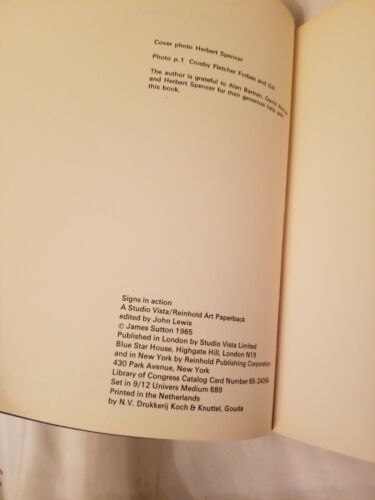 Cover photo Herbert Spencer
Photo p.1 Crosby Fletcher Forbes and Gill
The author is grateful to Alan Bartram, David
and Herbert Spencer for their generous help with
this book.
Signs in action
A Studio Vista/Reinhold Art Paperback
edited by John Lewis
© James Sutton 1965
Published in London by Studio Vista Limited
Blue Star House, Highgate Hill, London N19
and in New York by Reinhold Publishing Corporation
430 Park Avenue, New York
Library of Congress Catalog Card Number 65-24056
Set in 9/12 Univers Medium 689
Printed in the Netherlands
by N.V. Drukkerij Koch & Knuttel, Gouda